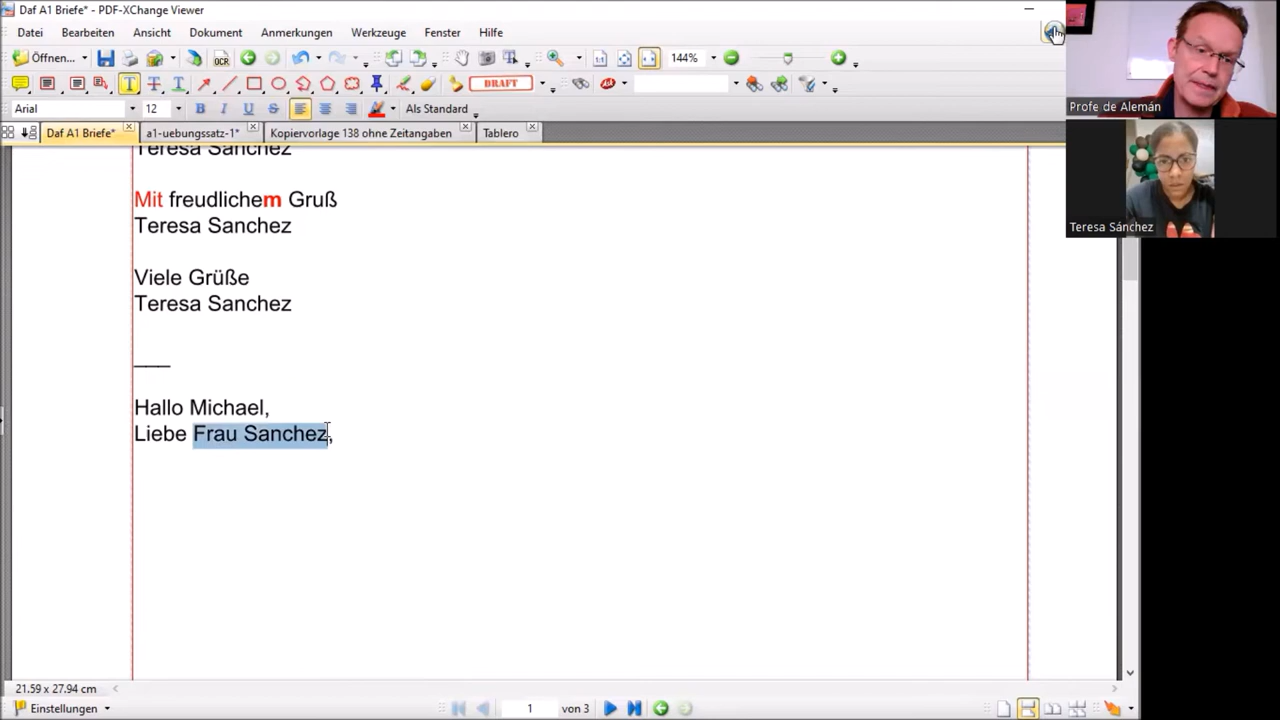 Daf A1 Briefe* - PDF-XChange Viewer
Datei Bearbeiten Ansicht Dokument Anmerkungen Werkzeuge Fenster Hilfe
Öffnen... OCR 144%
DRAFT
Arial 12 B I U Als Standard
Daf A1 Briefe* a1-uebungssatz-1* Kopiervorlage 138 ohne Zeitangaben Tablero
Teresa Sanchez
Mit freudlichem Gruß
Teresa Sanchez
Viele Grüße
Teresa Sanchez
Hallo Michael,
Liebe Frau Sanchez,
21.59 x 27.94 cm
Einstellungen 1 von 3
Profe de Alemán
Teresa Sánchez